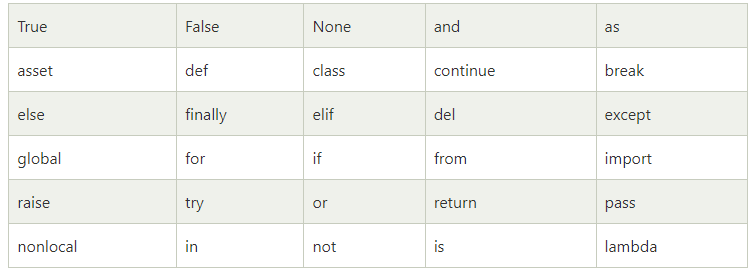 True False None and as
asset def class continue break
else finally elif del except
global for if from import
raise try or return pass
nonlocal in not is lambda